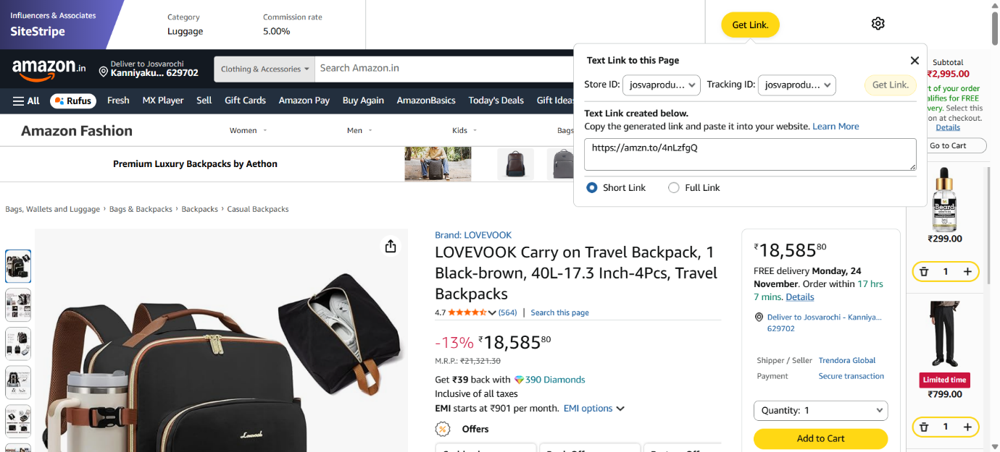 Influencers & Associates
SiteStripe
Category
Luggage
Commission rate
5.00%
Get Link.
amazon.in
Deliver to Josvarochi
Kanniyaku... 629702
Clothing & Accessories
Search Amazon.in
All
Rufus
Fresh
MX Player
Sell
Gift Cards
Amazon Pay
Buy Again
AmazonBasics
Today's Deals
Gift Ideas
Text Link to this Page
Store ID:
josvaprodu...
Tracking ID:
josvaprodu...
Get Link.
Text Link created below.
Copy the generated link and paste it into your website. Learn More
https://amzn.to/4nLzfgQ
Short Link
Full Link
Subtotal
₹2,995.00
rt of your order
alifies for FREE
very. Select this
on at checkout.
Details
Go to Cart
₹299.00
1
Limited time
₹799.00
1
Amazon Fashion
Women
Men
Kids
Bags
Premium Luxury Backpacks by Aethon
Bags, Wallets and Luggage › Bags & Backpacks › Backpacks › Casual Backpacks
Lovevook
Brand: LOVEVOOK
LOVEVOOK Carry on Travel Backpack, 1
Black-brown, 40L-17.3 Inch-4Pcs, Travel
Backpacks
4.7
(564)
Search this page
-13% ₹18,58580
M.R.P.: ₹21,321.30
Get ₹39 back with 390 Diamonds
Inclusive of all taxes
EMI starts at ₹901 per month. EMI options
Offers
₹18,58580
FREE delivery Monday, 24
November. Order within 17 hrs
7 mins. Details
Deliver to Josvarochi - Kanniya...
629702
Shipper / Seller
Trendora Global
Payment
Secure transaction
Quantity: 1
Add to Cart